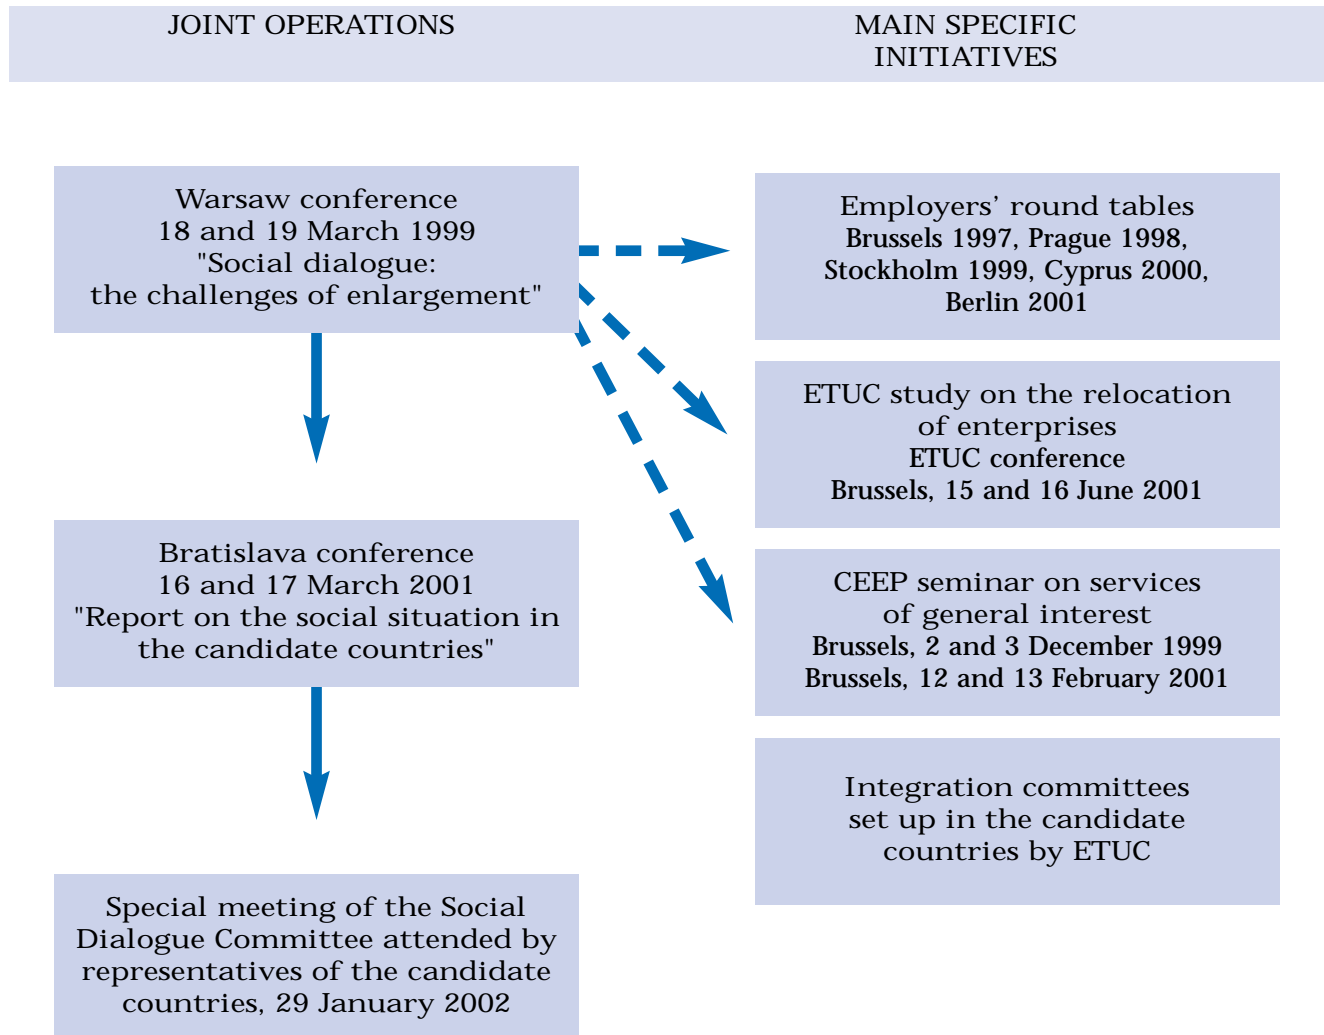 JOINT OPERATIONS
MAIN SPECIFIC
INITIATIVES
Warsaw conference
18 and 19 March 1999
"Social dialogue:
the challenges of enlargement"
Bratislava conference
16 and 17 March 2001
"Report on the social situation in
the candidate countries"
Special meeting of the Social
Dialogue Committee attended by
representatives of the candidate
countries, 29 January 2002
Employers’ round tables
Brussels 1997, Prague 1998,
Stockholm 1999, Cyprus 2000,
Berlin 2001
ETUC study on the relocation
of enterprises
ETUC conference
Brussels, 15 and 16 June 2001
CEEP seminar on services
of general interest
Brussels, 2 and 3 December 1999
Brussels, 12 and 13 February 2001
Integration committees
set up in the candidate
countries by ETUC